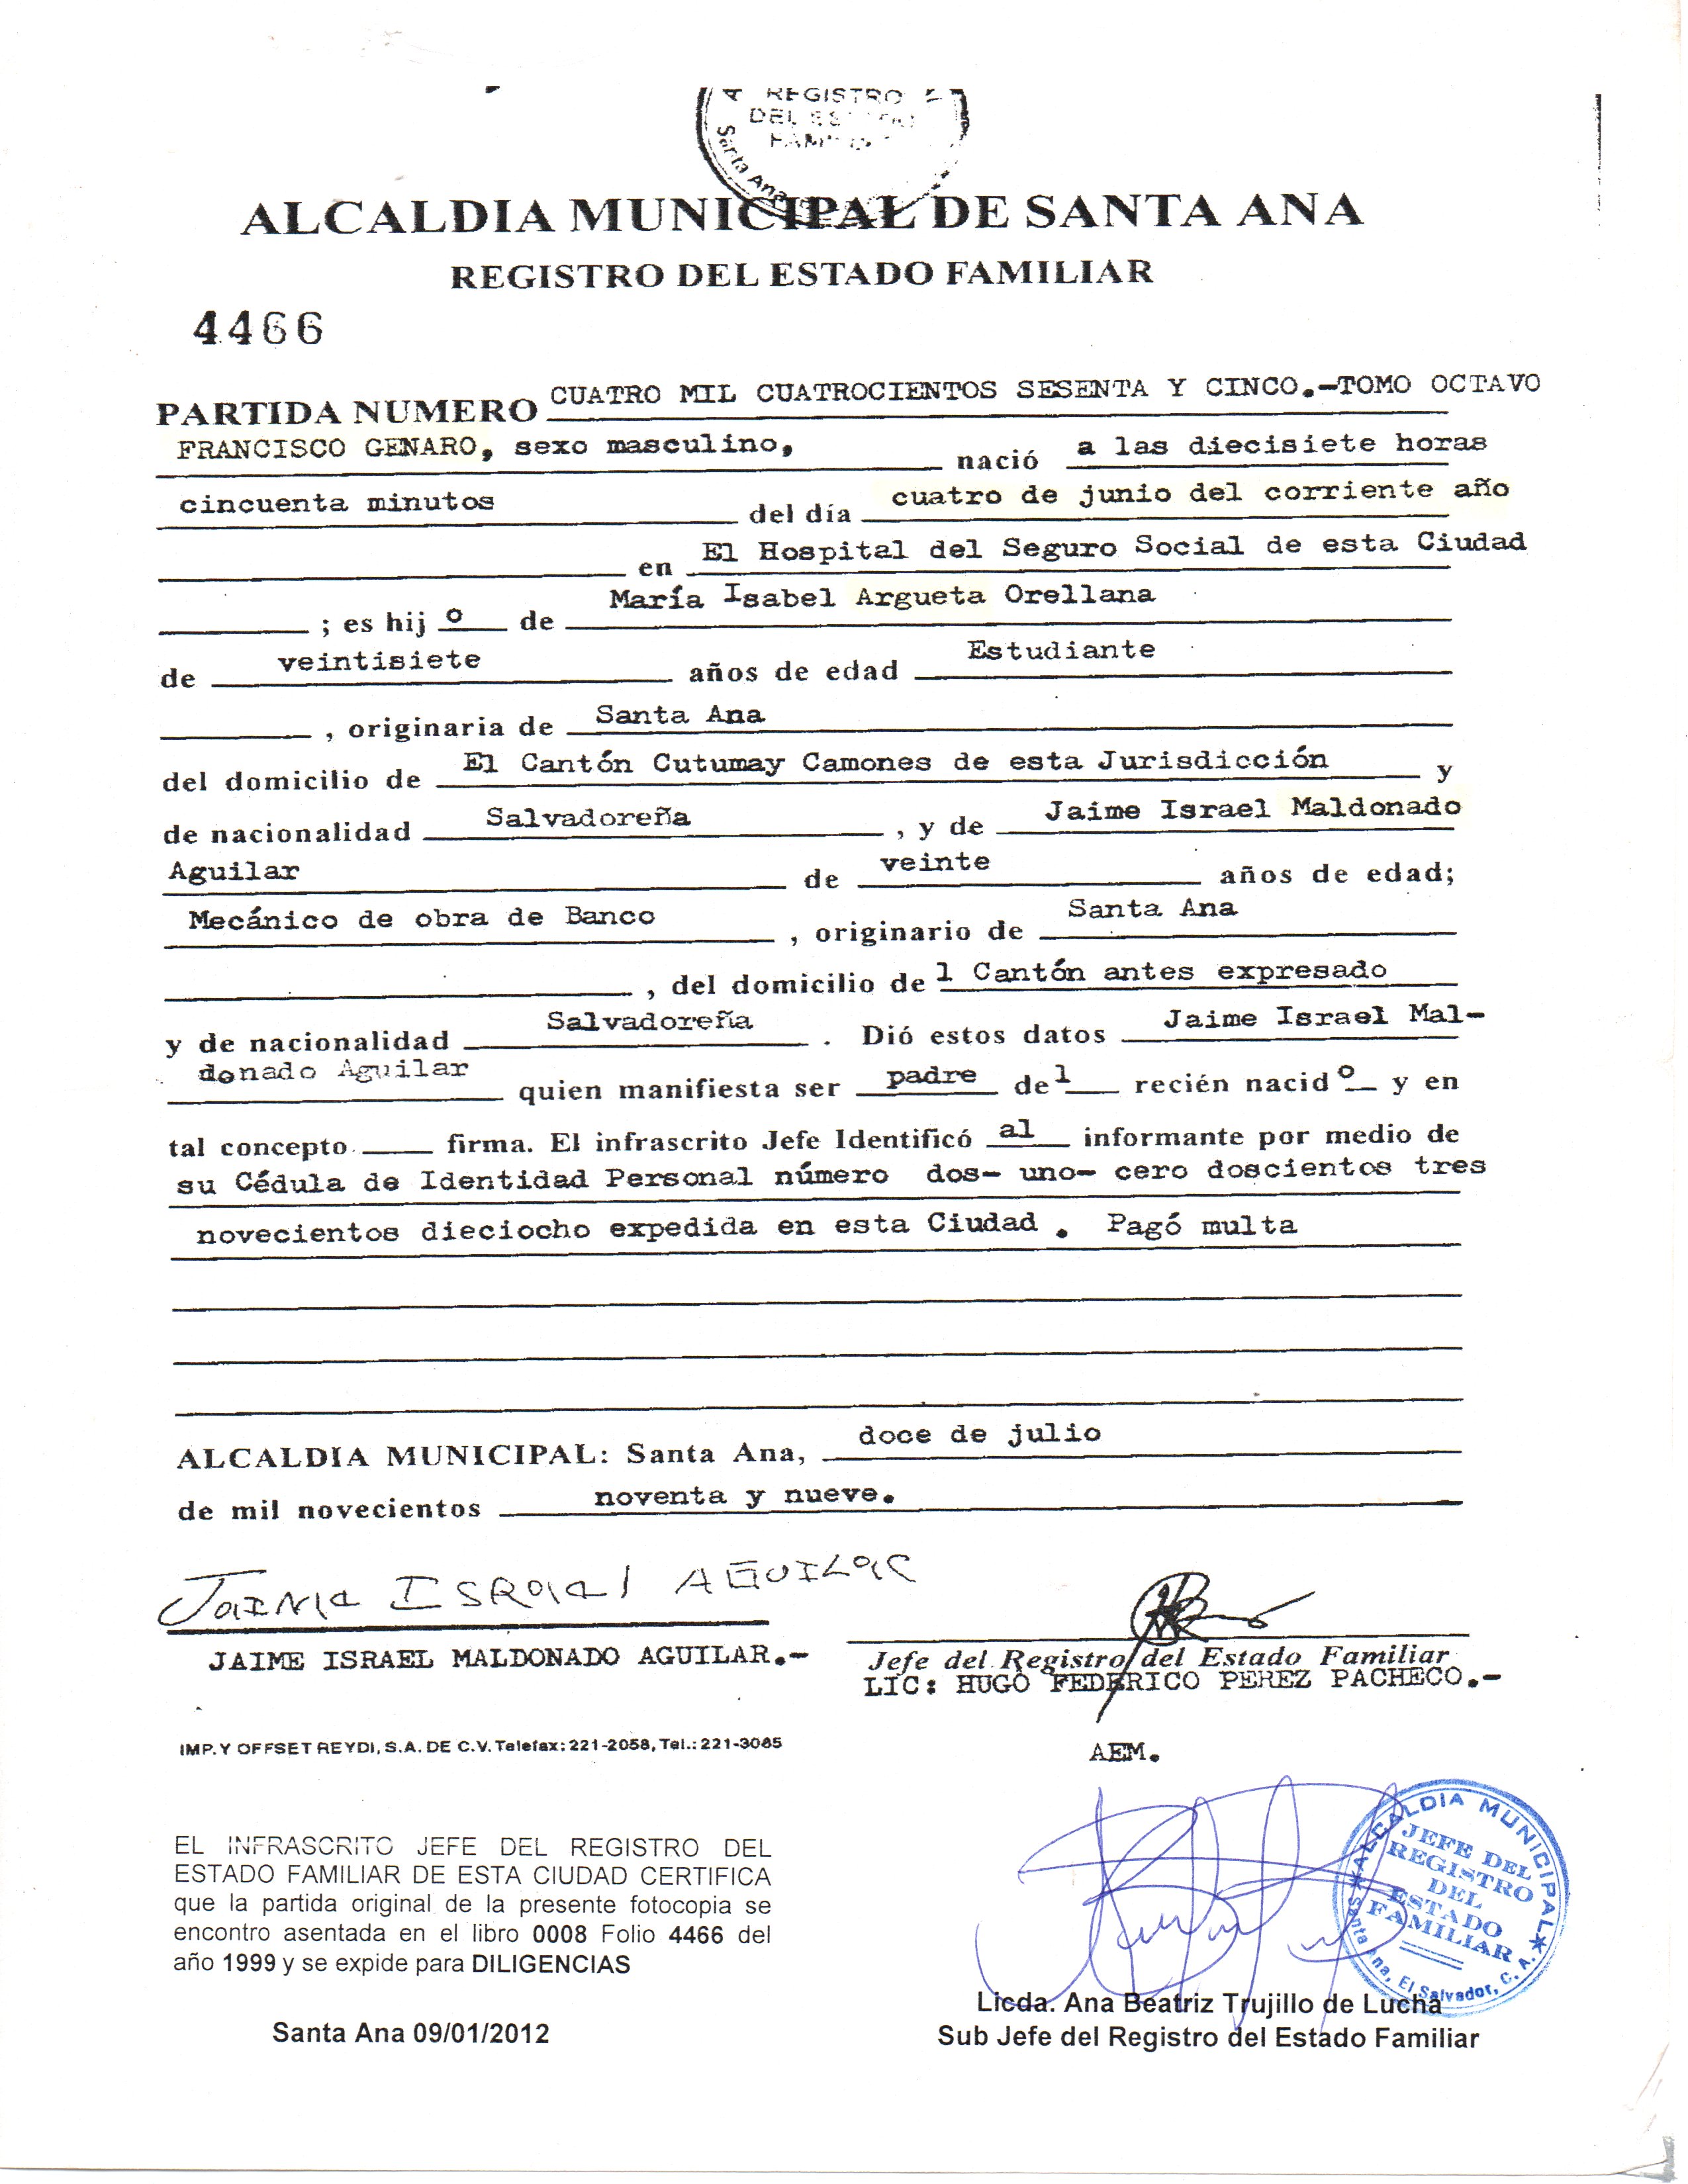 REGISTRO
DEL ESTADO
Santa Ana
ALCALDIA MUNICIPAL DE SANTA ANA
REGISTRO DEL ESTADO FAMILIAR
4466
PARTIDA NUMERO CUATRO MIL CUATROCIENTOS SESENTA Y CINCO.-TOMO OCTAVO
FRANCISCO GENARO, sexo masculino, nació a las diecisiete horas
cincuenta minutos del día cuatro de junio del corriente año
en El Hospital del Seguro Social de esta Ciudad
; es hij o de María Isabel Argueta Orellana
de veintisiete años de edad Estudiante
, originaria de Santa Ana
del domicilio de El Cantón Cutumay Camones de esta Jurisdicción y
de nacionalidad Salvadoreña , y de Jaime Israel Maldonado
Aguilar de veinte años de edad;
Mecánico de obra de Banco , originario de Santa Ana
, del domicilio de l Cantón antes expresado
y de nacionalidad Salvadoreña . Dió estos datos Jaime Israel Mal-
donado Aguilar quien manifiesta ser padre de l recién nacid o y en
tal concepto firma. El infrascrito Jefe Identificó al informante por medio de
su Cédula de Identidad Personal número dos- uno- cero doscientos tres
novecientos dieciocho expedida en esta Ciudad . Pagó multa
ALCALDIA MUNICIPAL: Santa Ana, doce de julio
de mil novecientos noventa y nueve.
JAIME ISRAEL AGUILAR
JAIME ISRAEL MALDONADO AGUILAR.-
Jefe del Registro del Estado Familiar
LIC: HUGO FEDERICO PEREZ PACHECO.-
IMP. Y OFFSET REYDI, S.A. DE C.V. Telefax: 221-2058, Tel.: 221-3085
AEM.
EL INFRASCRITO JEFE DEL REGISTRO DEL
ESTADO FAMILIAR DE ESTA CIUDAD CERTIFICA
que la partida original de la presente fotocopia se
encontro asentada en el libro 0008 Folio 4466 del
año 1999 y se expide para DILIGENCIAS
Santa Ana 09/01/2012
ALCALDIA MUNICIPAL
JEFE DEL
REGISTRO
DEL
ESTADO
FAMILIAR
Santa Ana, El Salvador, C. A.
Licda. Ana Beatriz Trujillo de Lucha
Sub Jefe del Registro del Estado Familiar